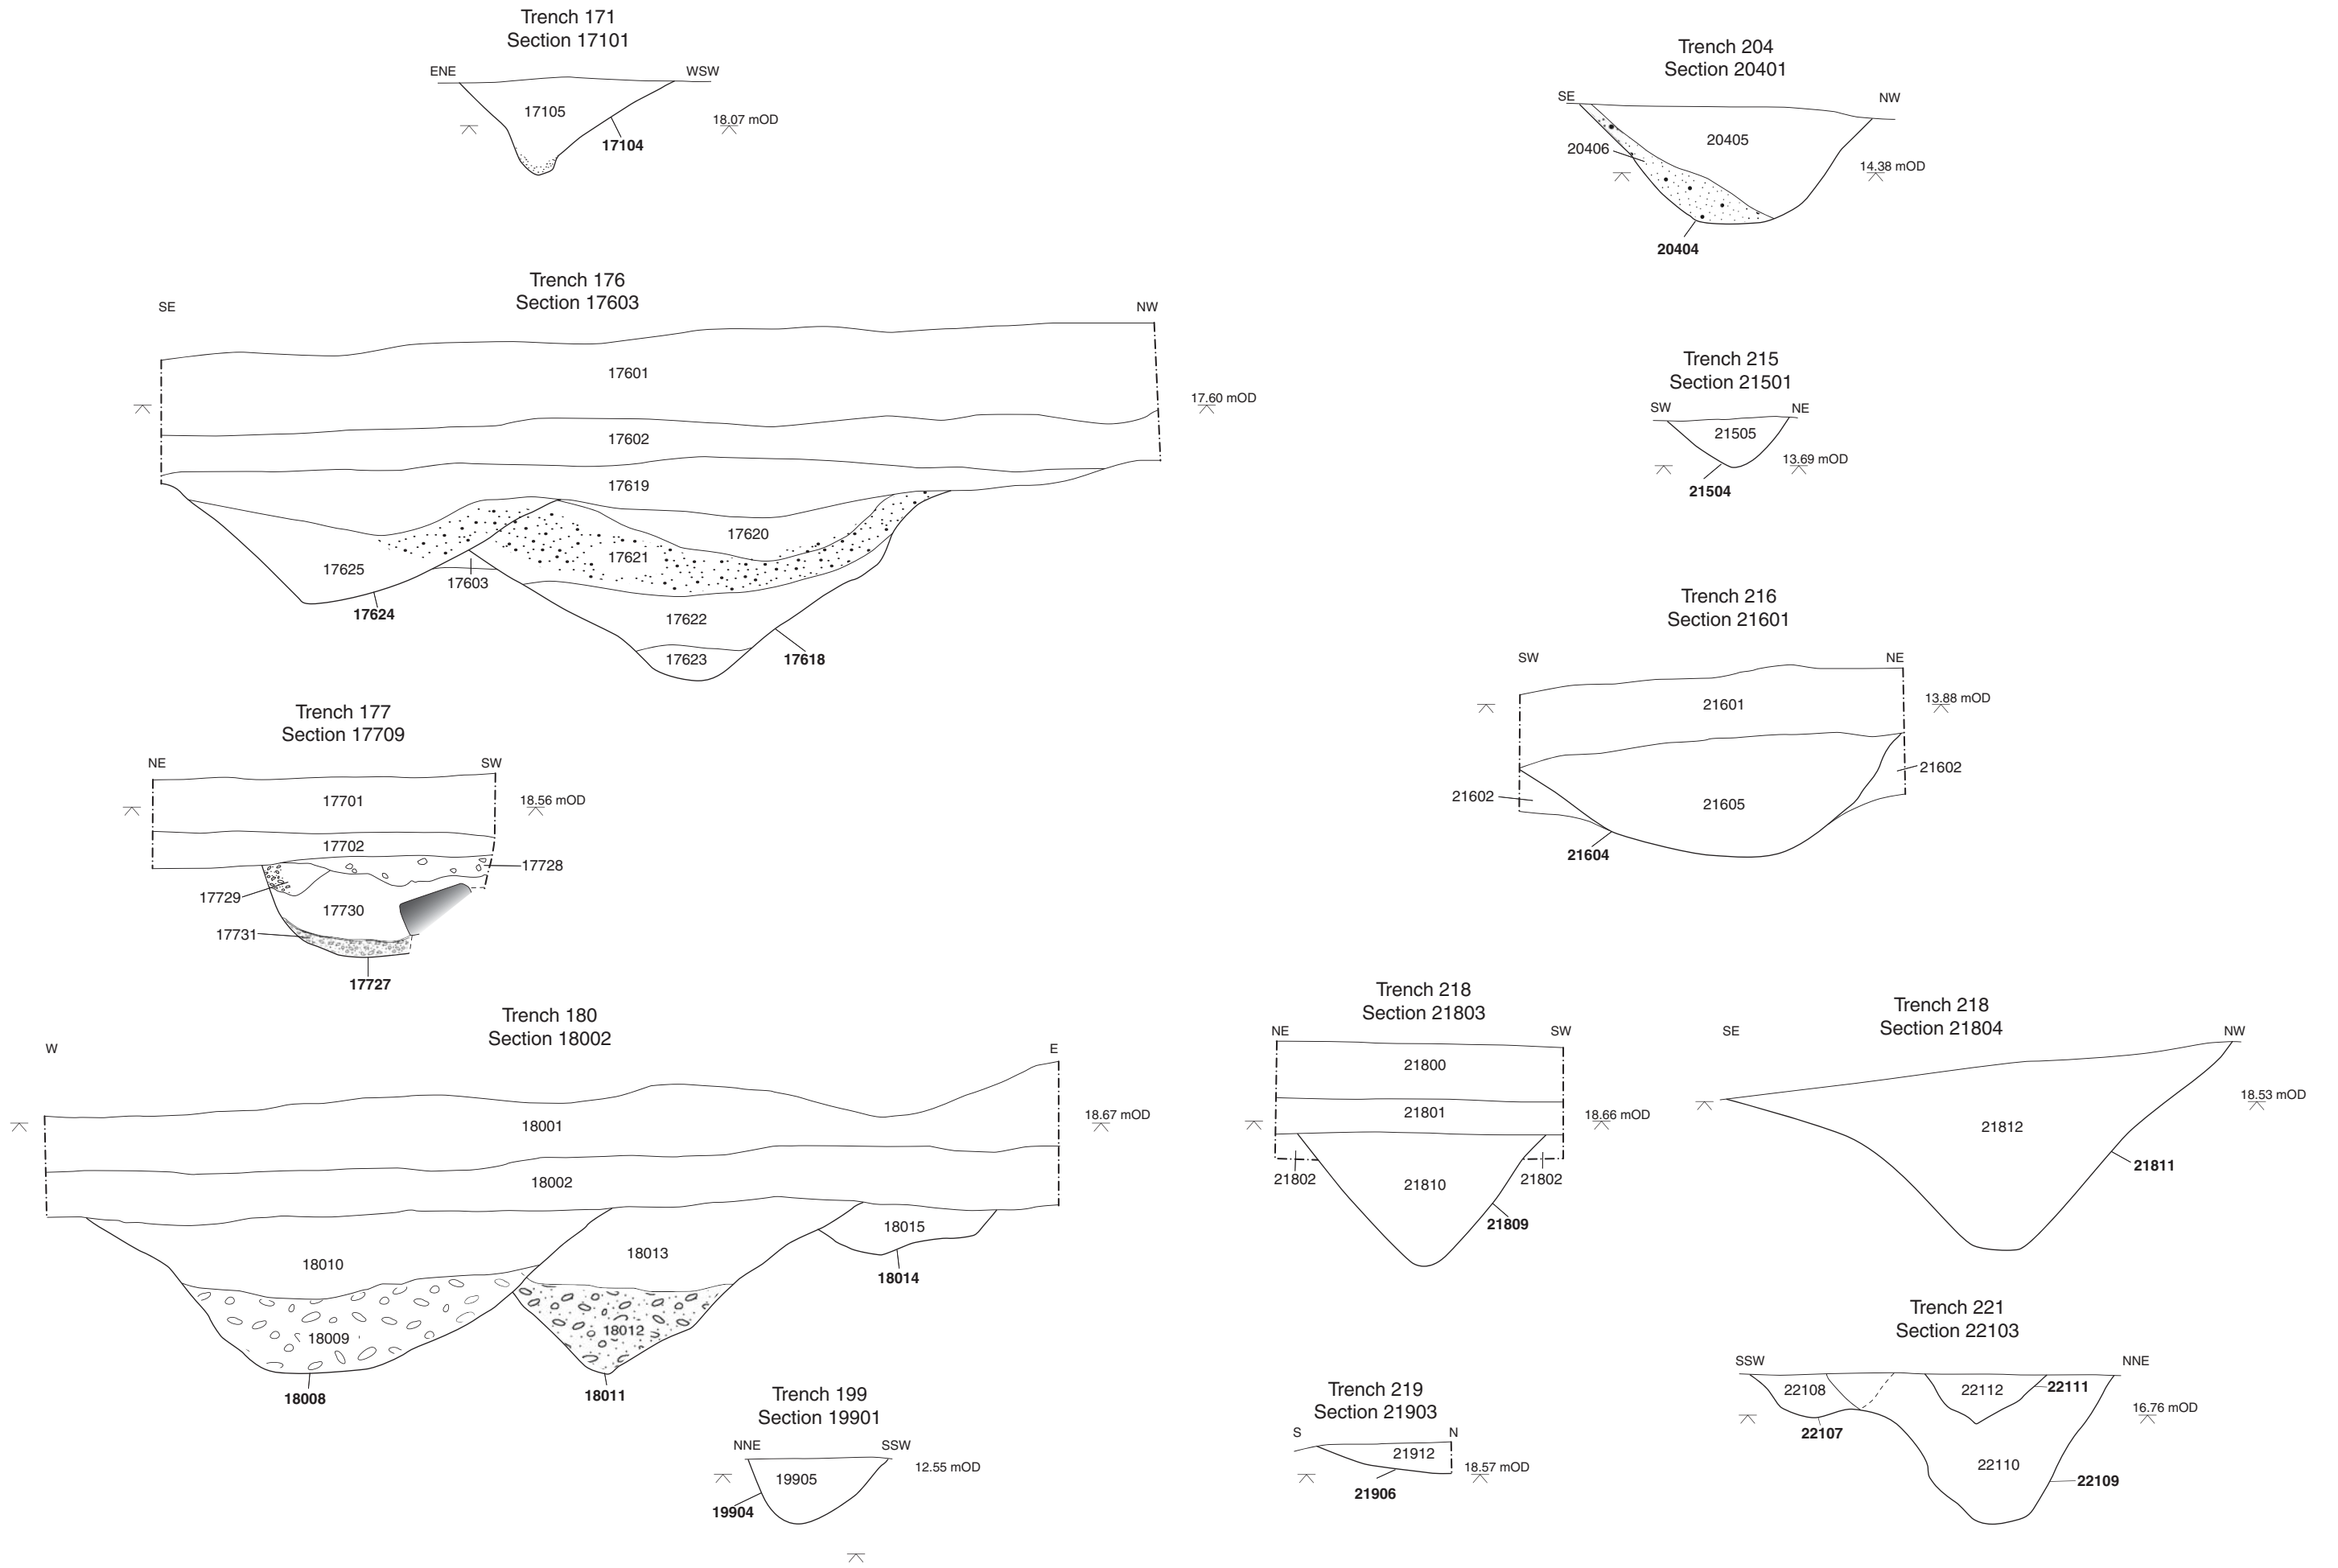 Trench 171
Section 17101
ENE
WSW
17105
18.07 mOD
17104
Trench 176
Section 17603
SE
NW
17601
17.60 mOD
17602
17619
17620
17621
17625
17603
17624
17622
17623
17618
Trench 177
Section 17709
NE
SW
17701
18.56 mOD
17702
17728
17729
17730
17731
17727
Trench 180
Section 18002
W
E
18001
18.67 mOD
18002
18015
18013
18010
18014
18012
18009
18008
18011
Trench 199
Section 19901
NNE
SSW
12.55 mOD
19905
19904
Trench 204
Section 20401
SE
NW
20405
20406
14.38 mOD
20404
Trench 215
Section 21501
SW
NE
21505
13.69 mOD
21504
Trench 216
Section 21601
SW
NE
21601
13.88 mOD
21602
21602
21605
21604
Trench 218
Section 21803
NE
SW
21800
21801
18.66 mOD
21802
21802
21810
21809
Trench 218
Section 21804
SE
NW
18.53 mOD
21812
21811
Trench 219
Section 21903
S
N
21912
18.57 mOD
21906
Trench 221
Section 22103
SSW
NNE
22108
22112
22111
16.76 mOD
22107
22110
22109